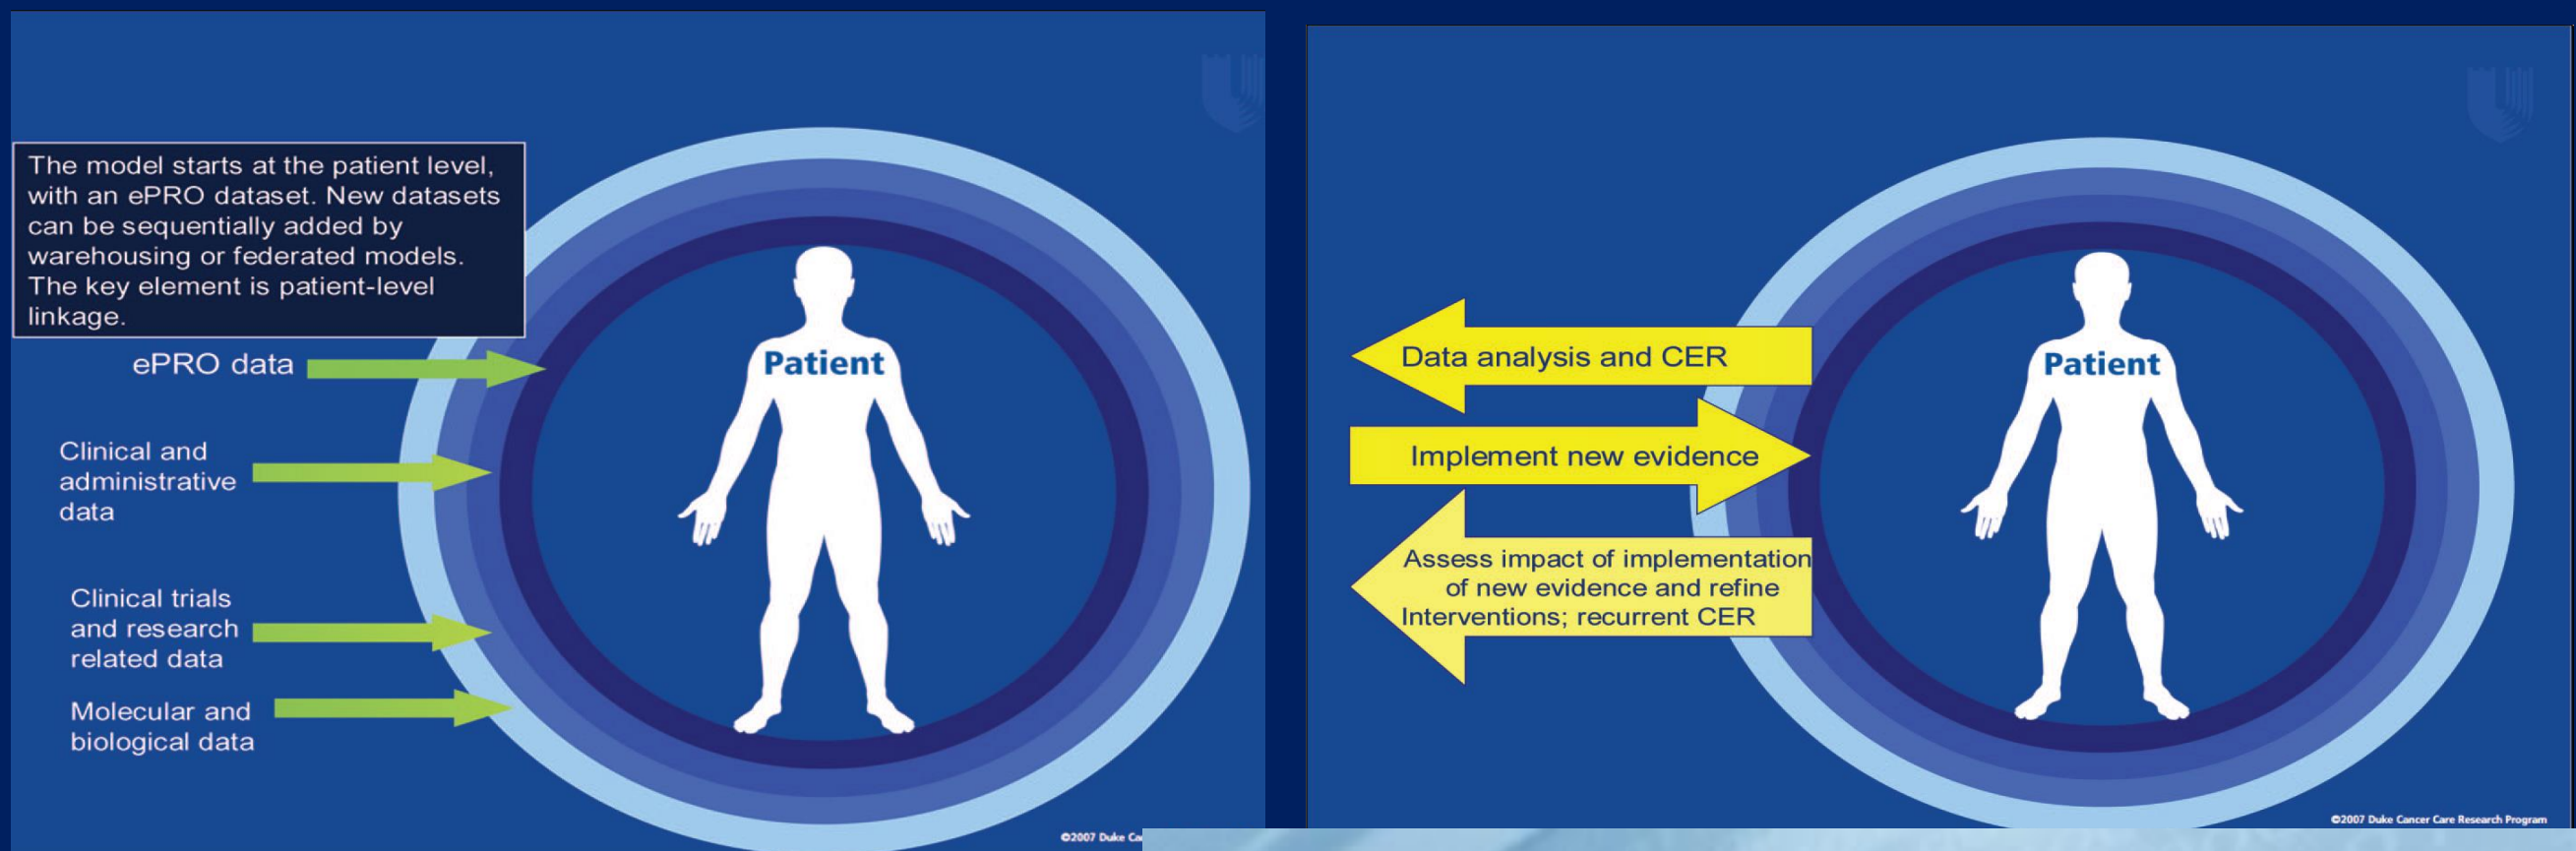 The model starts at the patient level,
with an ePRO dataset. New datasets
can be sequentially added by
warehousing or federated models.
The key element is patient-level
linkage.
ePRO data
Clinical and
administrative
data
Clinical trials
and research
related data
Molecular and
biological data
Patient
©2007 Duke
Data analysis and CER
Implement new evidence
Assess impact of implementation
of new evidence and refine
Interventions; recurrent CER
Patient
©2007 Duke Cancer Care Research Program